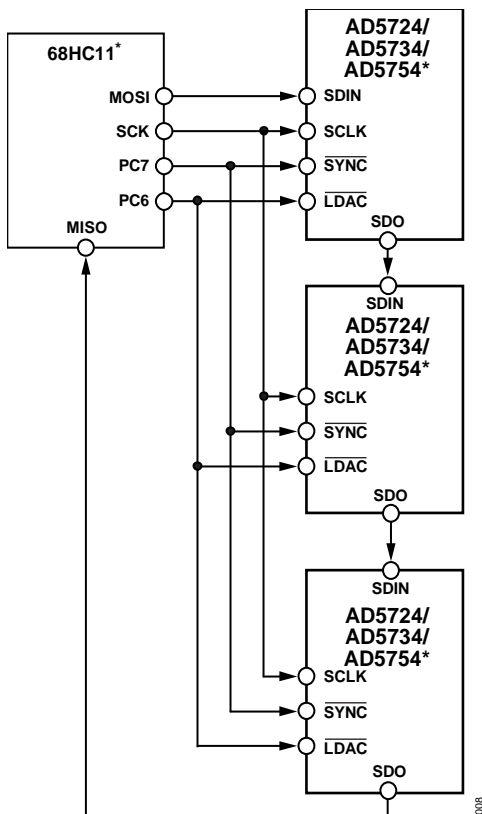 68HC11*
MOSI
SCK
PC7
PC6
MISO
AD5724/
AD5734/
AD5754*
SDIN
SCLK
SYNC
LDAC
SDO
SDIN
AD5724/
AD5734/
AD5754*
SCLK
SYNC
LDAC
SDO
SDIN
AD5724/
AD5734/
AD5754*
SCLK
SYNC
LDAC
SDO
008